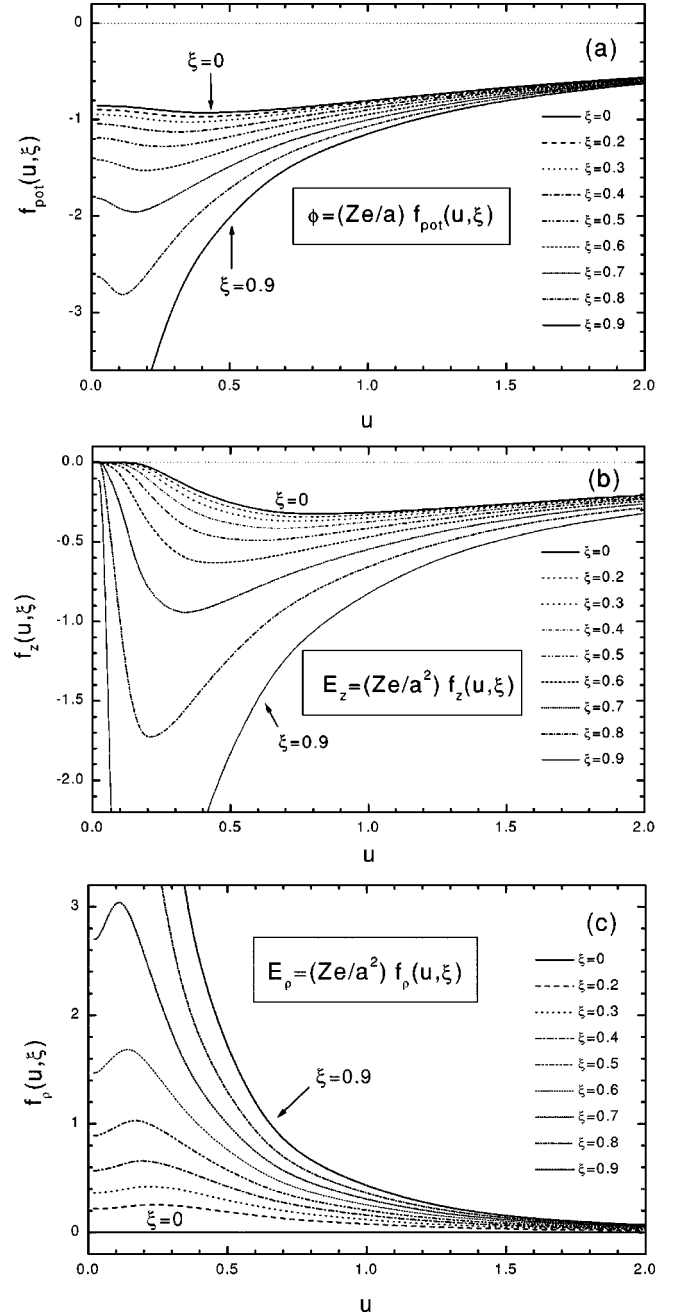 (a)
0
-1
-2
-3
f_pot(u,ξ)
ξ=0
ϕ=(Ze/a) f_pot(u,ξ)
ξ=0.9
ξ=0
ξ=0.2
ξ=0.3
ξ=0.4
ξ=0.5
ξ=0.6
ξ=0.7
ξ=0.8
ξ=0.9
0.0 0.5 1.0 1.5 2.0
u
(b)
0.0
-0.5
-1.0
-1.5
-2.0
f_z(u,ξ)
ξ=0
E_z=(Ze/a²) f_z(u,ξ)
ξ=0.9
ξ=0
ξ=0.2
ξ=0.3
ξ=0.4
ξ=0.5
ξ=0.6
ξ=0.7
ξ=0.8
ξ=0.9
0.0 0.5 1.0 1.5 2.0
u
(c)
3
2
1
0
f_ρ(u,ξ)
E_ρ=(Ze/a²) f_ρ(u,ξ)
ξ=0.9
ξ=0
ξ=0
ξ=0.2
ξ=0.3
ξ=0.4
ξ=0.5
ξ=0.6
ξ=0.7
ξ=0.8
ξ=0.9
0.0 0.5 1.0 1.5 2.0
u